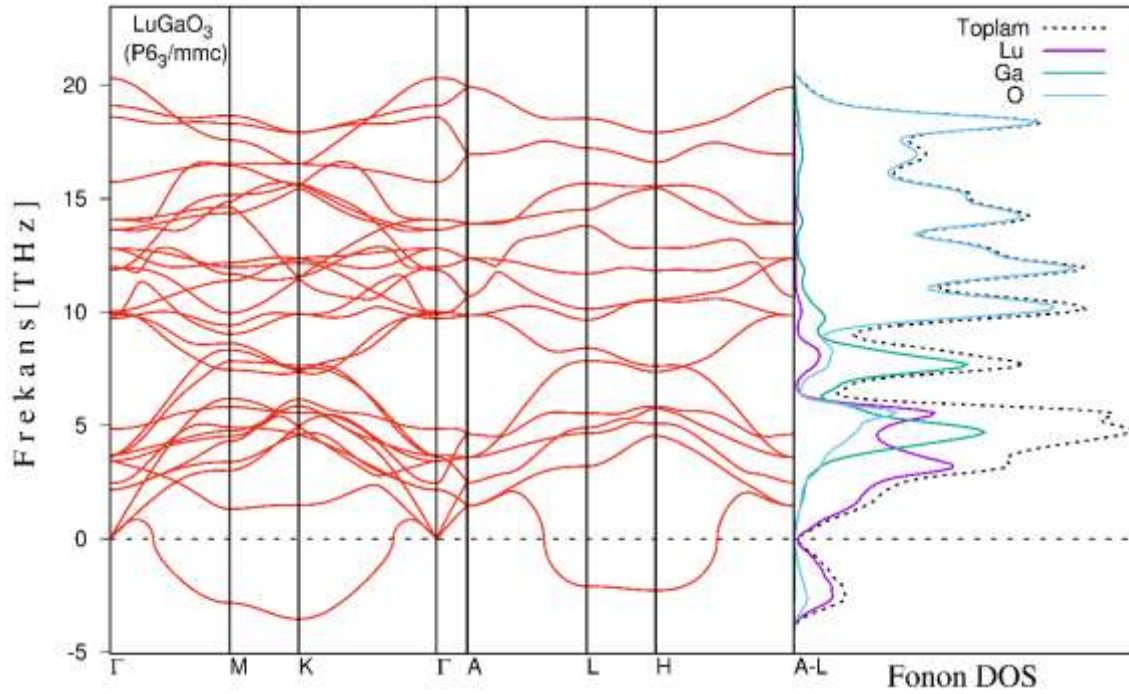 LuGaO₃
(P6₃/mmc)
Toplam
Lu
Ga
O
Frekans[THz]
20
15
10
5
0
-5
Γ M K Γ A L H A-L
Fonon DOS